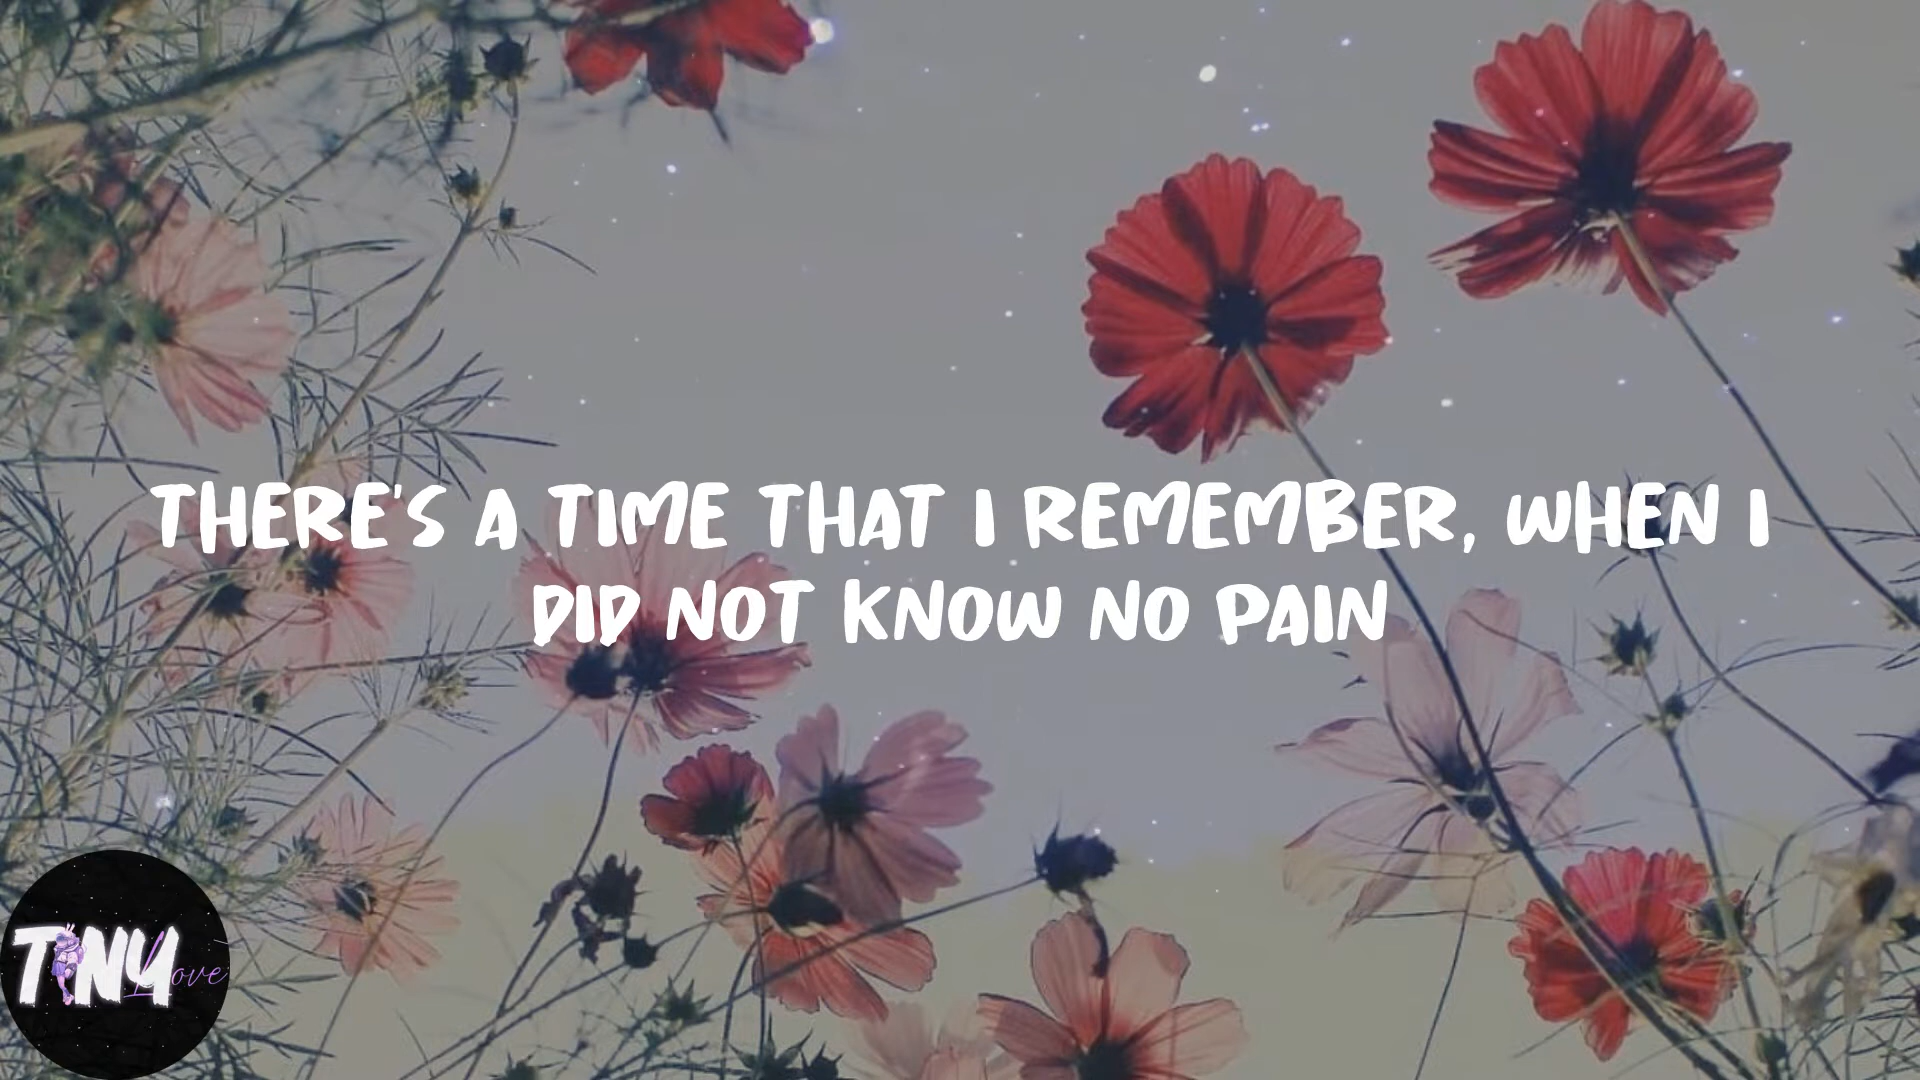 THERE'S A TIME THAT I REMEMBER, WHEN I
DID NOT KNOW NO PAIN
TINY
Love